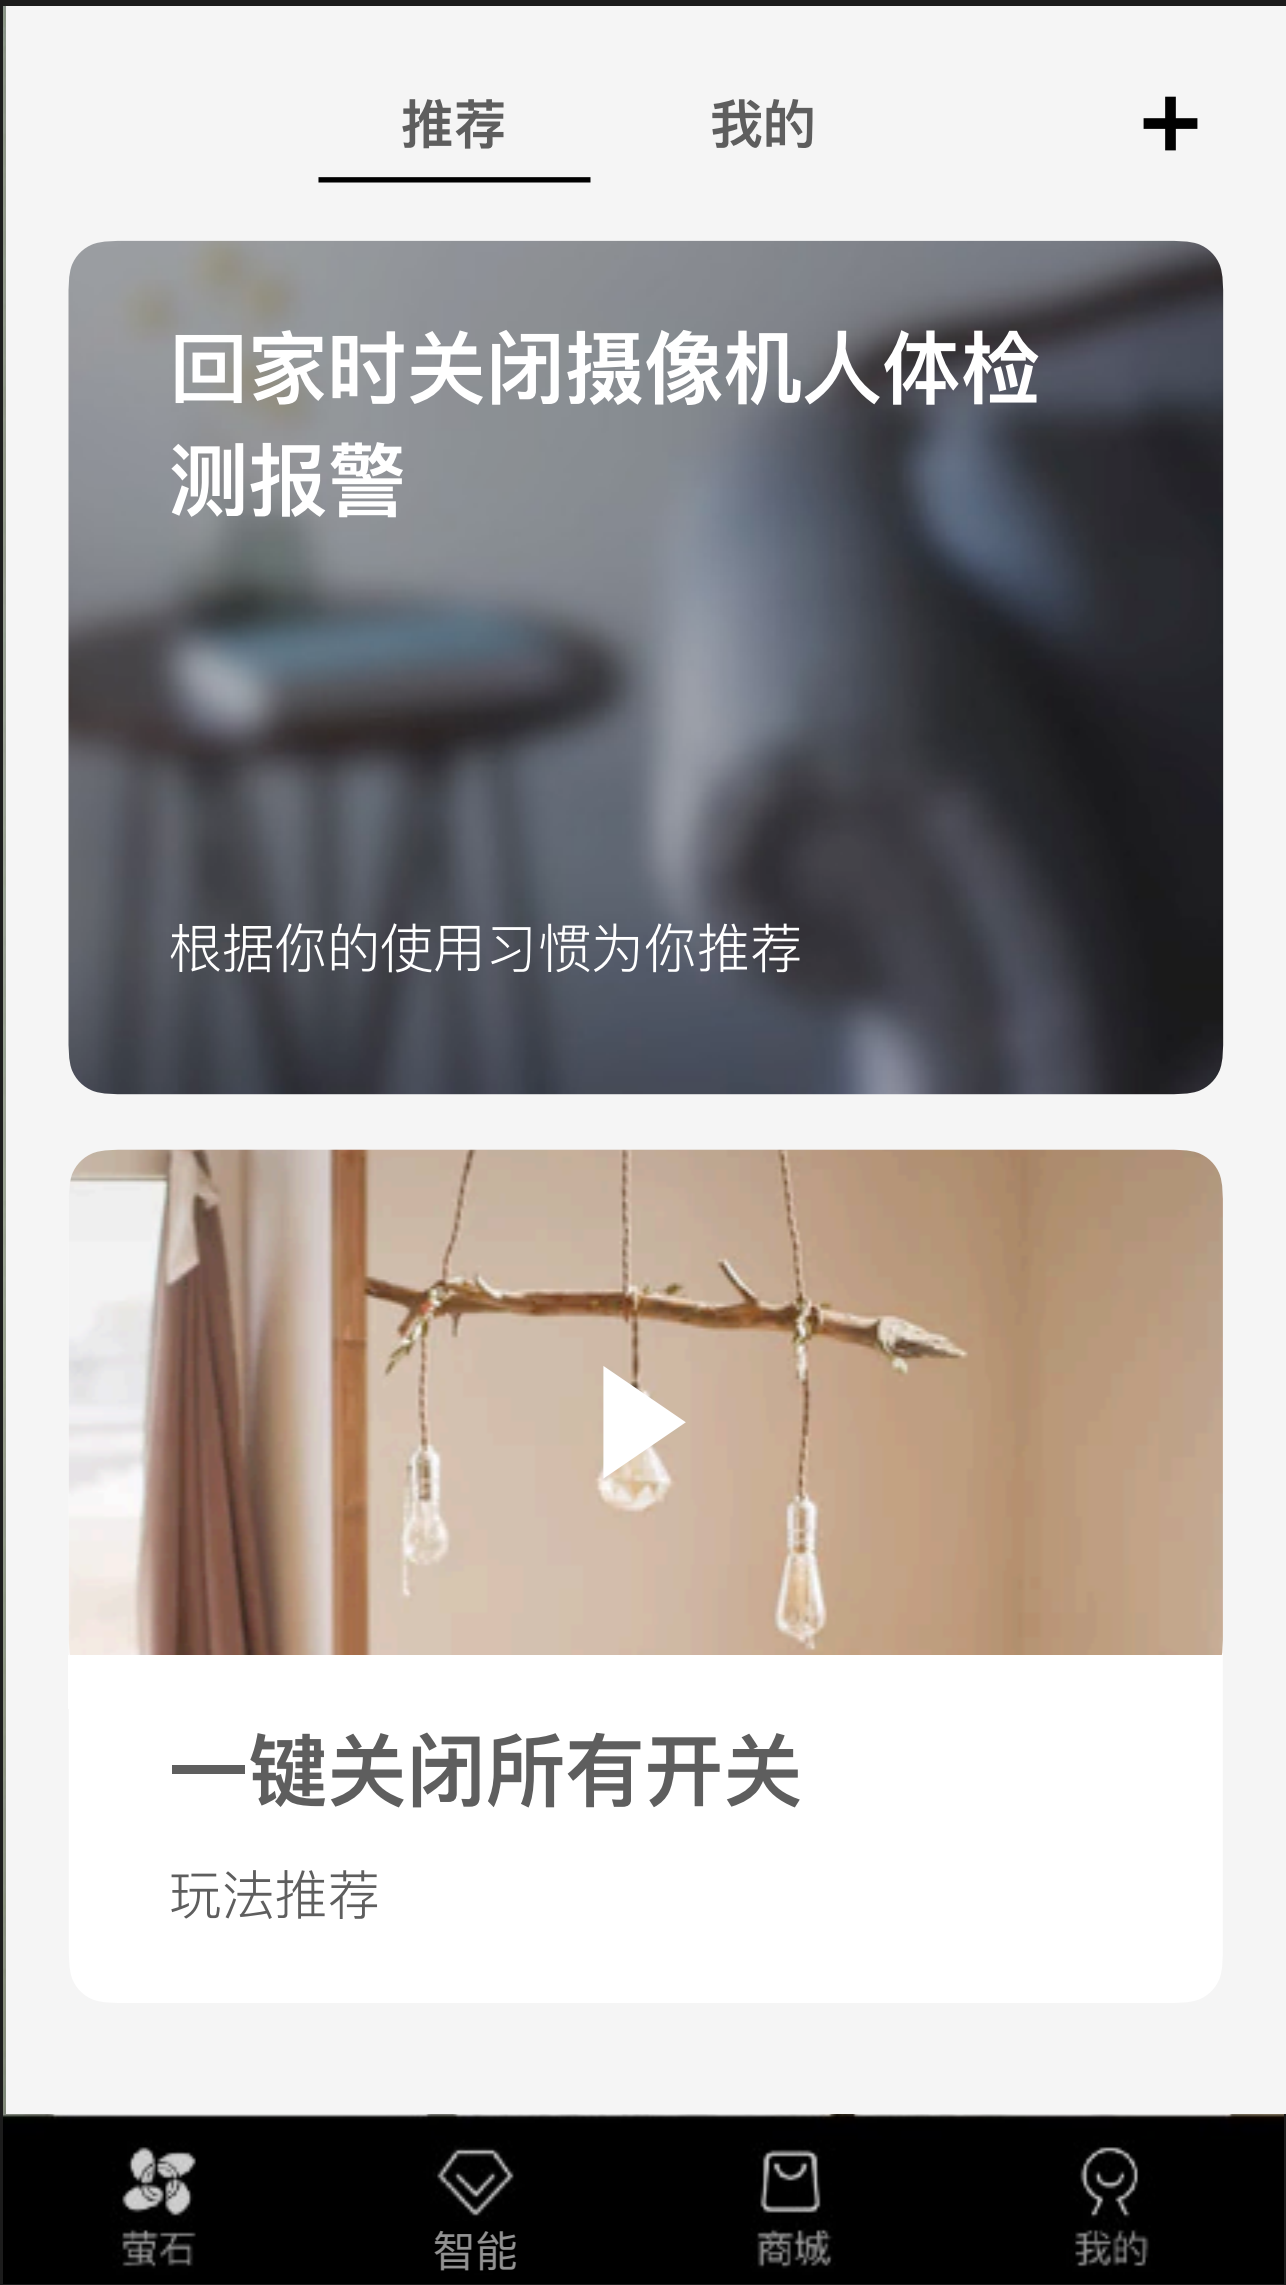 推荐 我的
回家时关闭摄像机人体检
测报警
根据你的使用习惯为你推荐
一键关闭所有开关
玩法推荐
萤石 智能 商城 我的